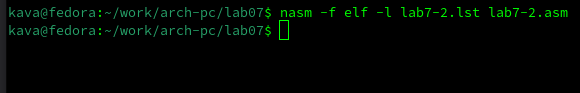 kava@fedora:~/work/arch-pc/lab07$ nasm -f elf -l lab7-2.lst lab7-2.asm
kava@fedora:~/work/arch-pc/lab07$